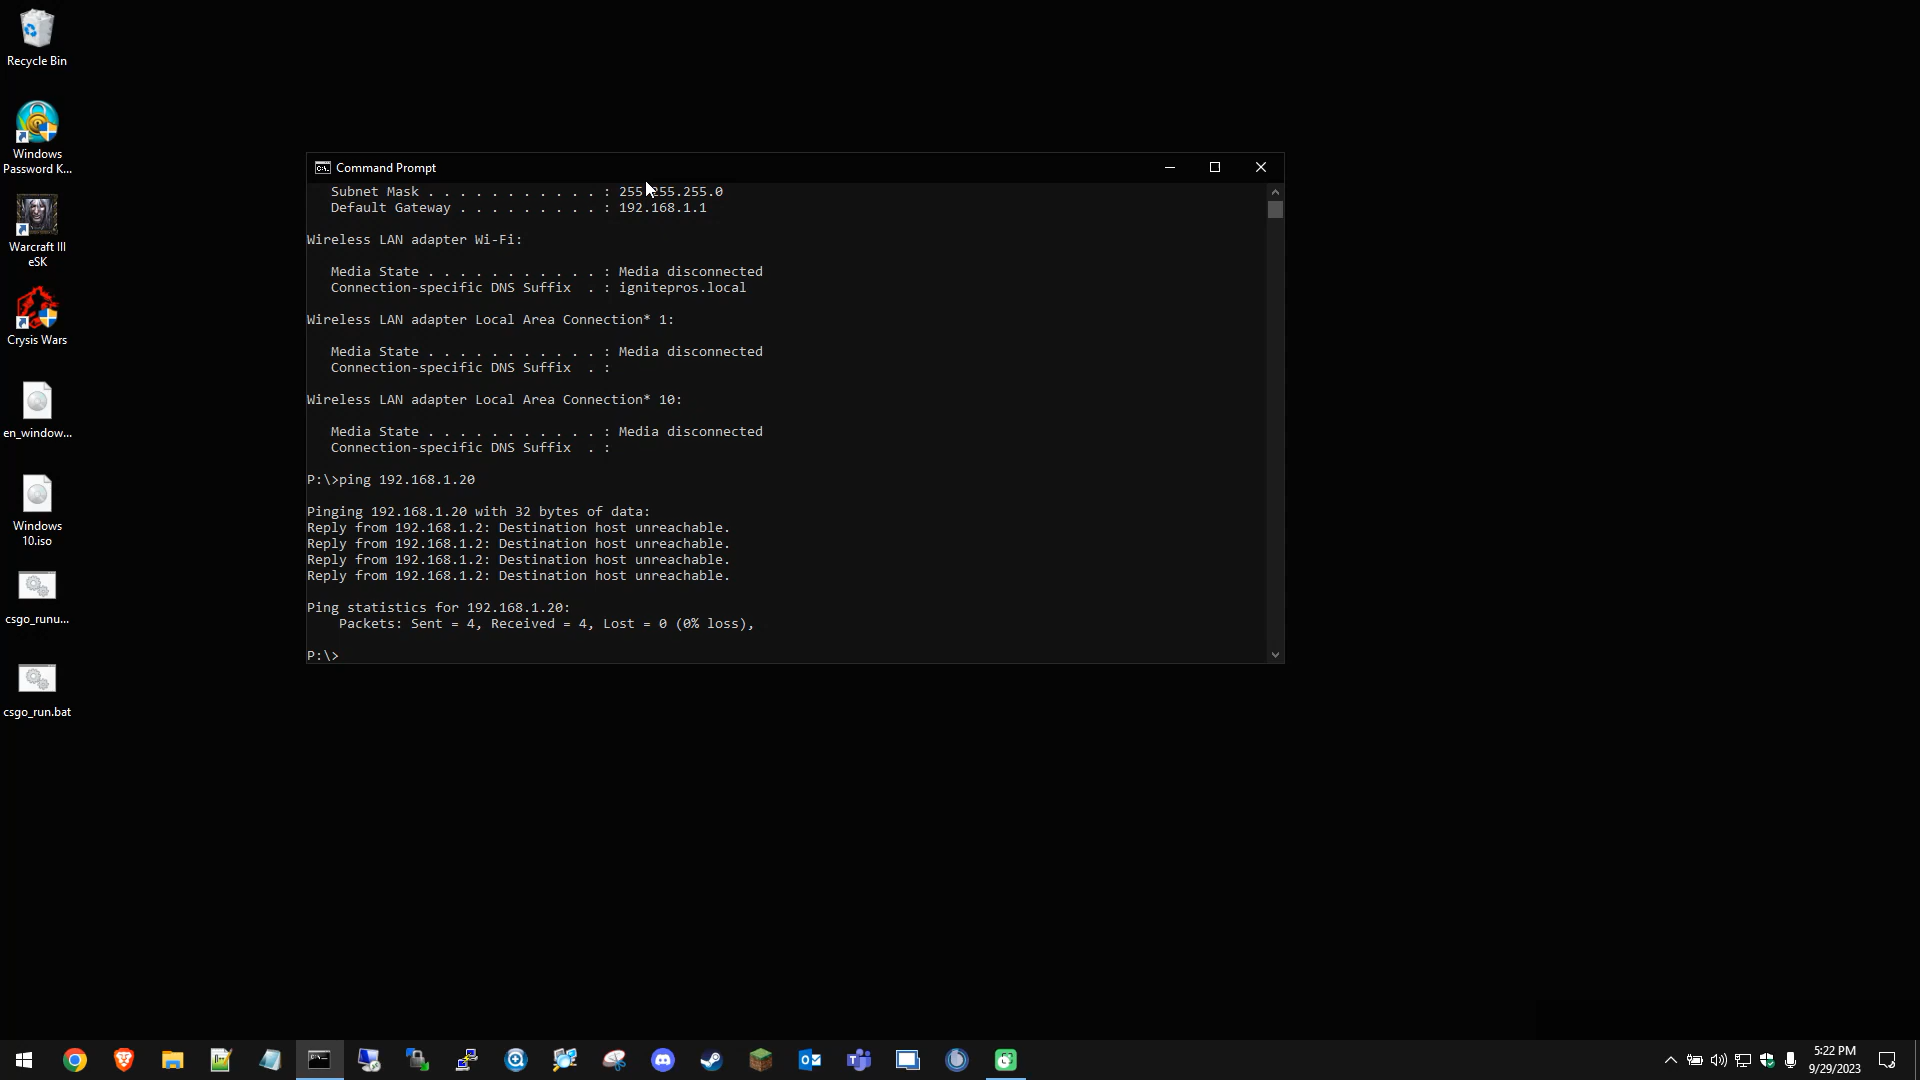 Recycle Bin
Windows
Password K...
Warcraft III
eSK
Crysis Wars
en_window...
Windows
10.iso
csgo_runu...
csgo_run.bat
Command Prompt
Subnet Mask . . . . . . . . . . . : 255.255.255.0
Default Gateway . . . . . . . . . : 192.168.1.1
Wireless LAN adapter Wi-Fi:
Media State . . . . . . . . . . . : Media disconnected
Connection-specific DNS Suffix  . : ignitepros.local
Wireless LAN adapter Local Area Connection* 1:
Media State . . . . . . . . . . . : Media disconnected
Connection-specific DNS Suffix  . :
Wireless LAN adapter Local Area Connection* 10:
Media State . . . . . . . . . . . : Media disconnected
Connection-specific DNS Suffix  . :
P:\>ping 192.168.1.20
Pinging 192.168.1.20 with 32 bytes of data:
Reply from 192.168.1.2: Destination host unreachable.
Reply from 192.168.1.2: Destination host unreachable.
Reply from 192.168.1.2: Destination host unreachable.
Reply from 192.168.1.2: Destination host unreachable.
Ping statistics for 192.168.1.20:
Packets: Sent = 4, Received = 4, Lost = 0 (0% loss),
P:\>
5:22 PM
9/29/2023